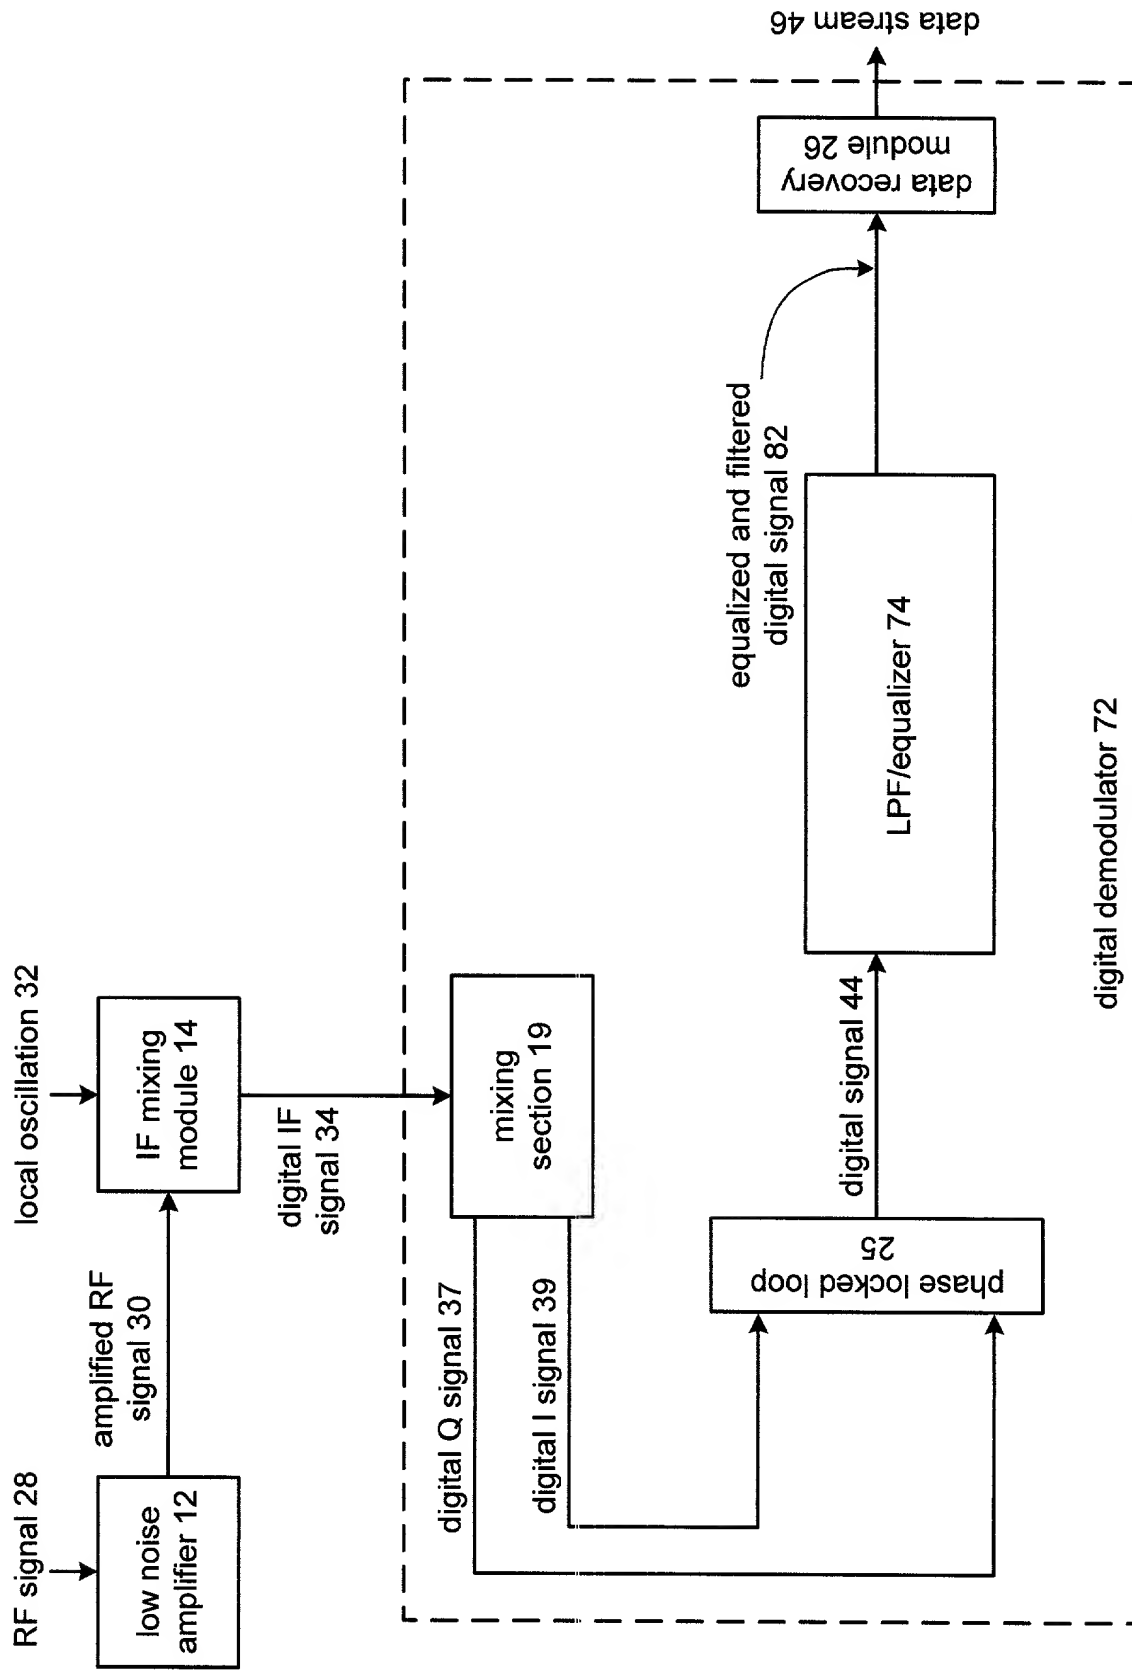 RF signal 28
low noise
amplifier 12
amplified RF
signal 30
local oscillation 32
IF mixing
module 14
digital IF
signal 34
mixing
section 19
digital Q signal 37
digital I signal 39
phase locked loop
25
digital signal 44
LPF/equalizer 74
equalized and filtered
digital signal 82
data recovery
module 26
data stream 46
digital demodulator 72